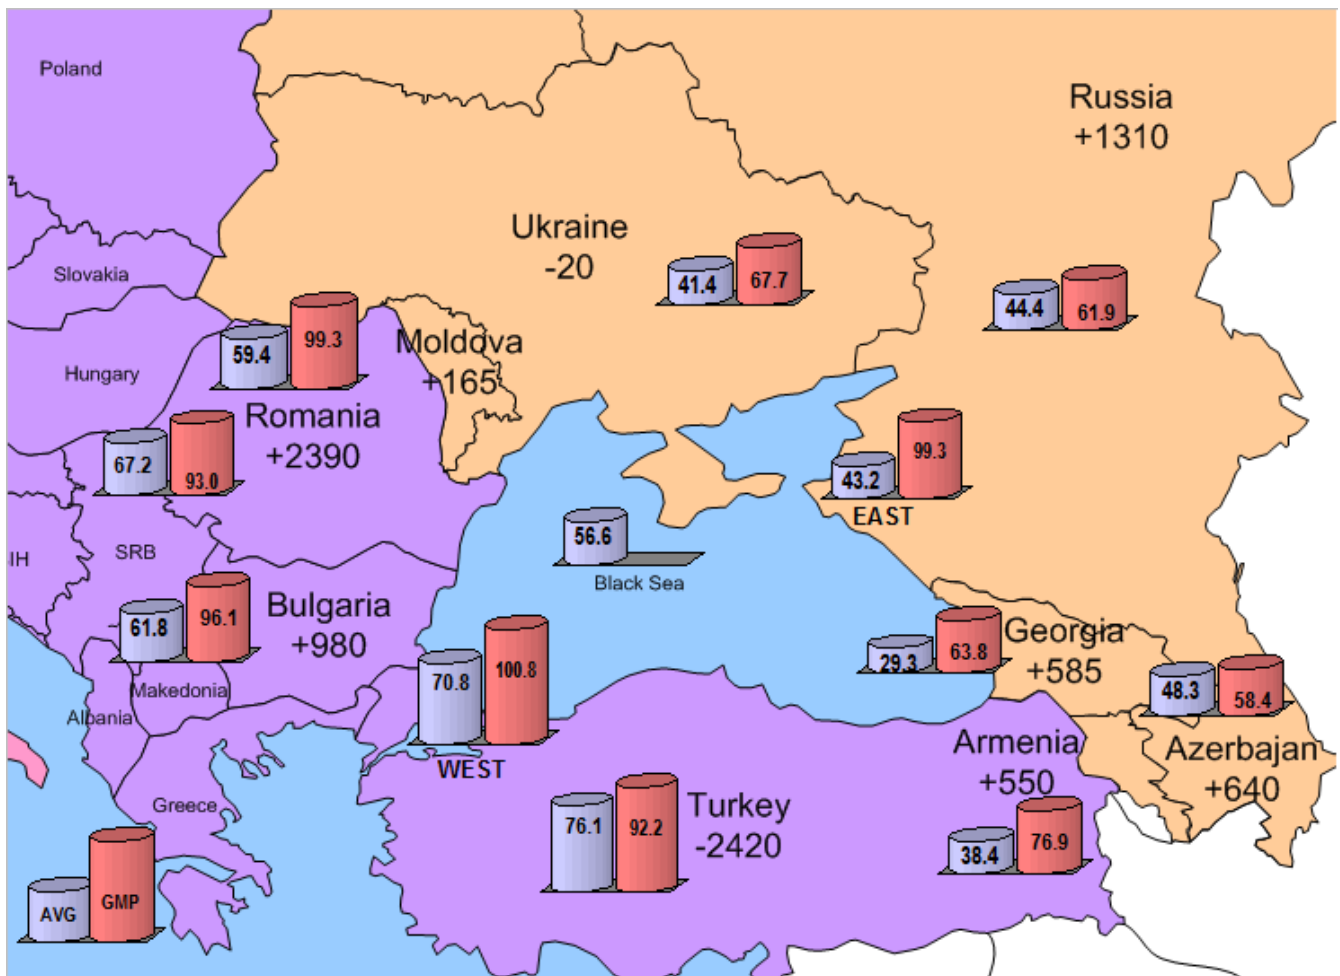 Poland
Russia
+1310
Ukraine
-20
41.4
67.7
Slovakia
44.4
61.9
59.4
99.3
Moldova
+165
Hungary
Romania
+2390
67.2
93.0
43.2
99.3
EAST
56.6
Black Sea
IH
SRB
61.8
96.1
Bulgaria
+980
70.8
100.8
WEST
29.3
63.8
Georgia
+585
48.3
58.4
Makedonia
Albania
Armenia
+550
Azerbajan
+640
Greece
76.1
92.2
Turkey
-2420
38.4
76.9
AVG
GMP